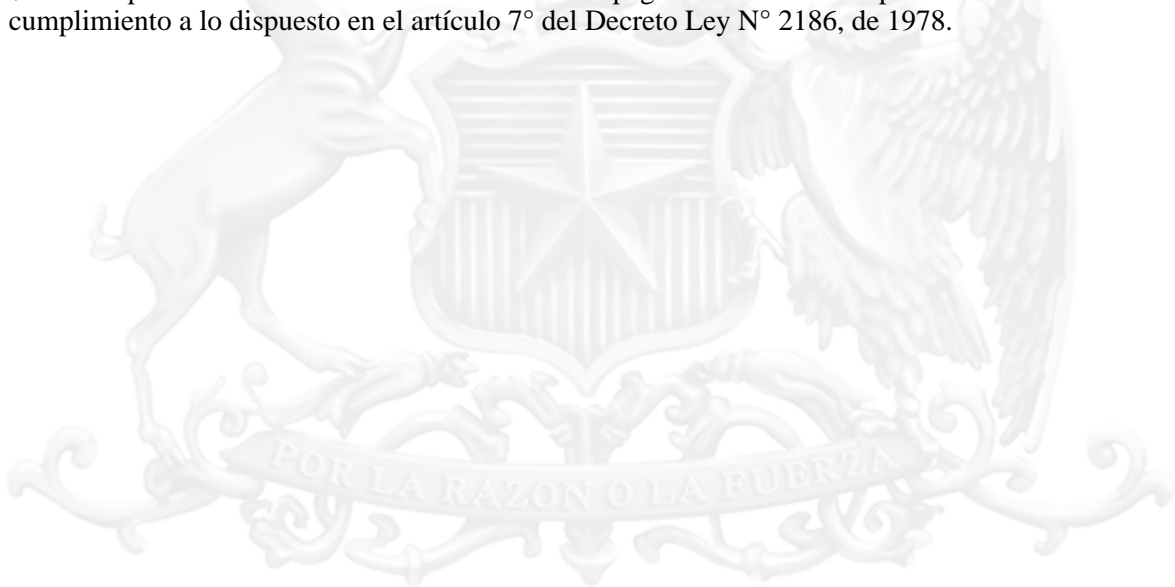 cumplimiento a lo dispuesto en el artículo 7° del Decreto Ley N° 2186, de 1978.
POR LA RAZON O LA FUERZA